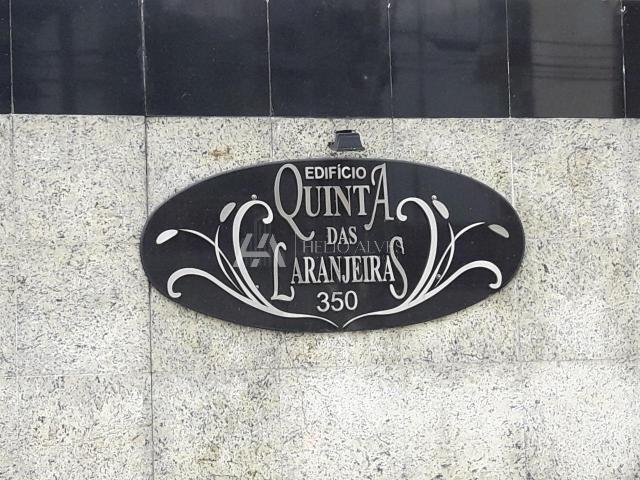 EDIFÍCIO
QUINTA
DAS
HELIO ALVES
LARANJEIRAS
350